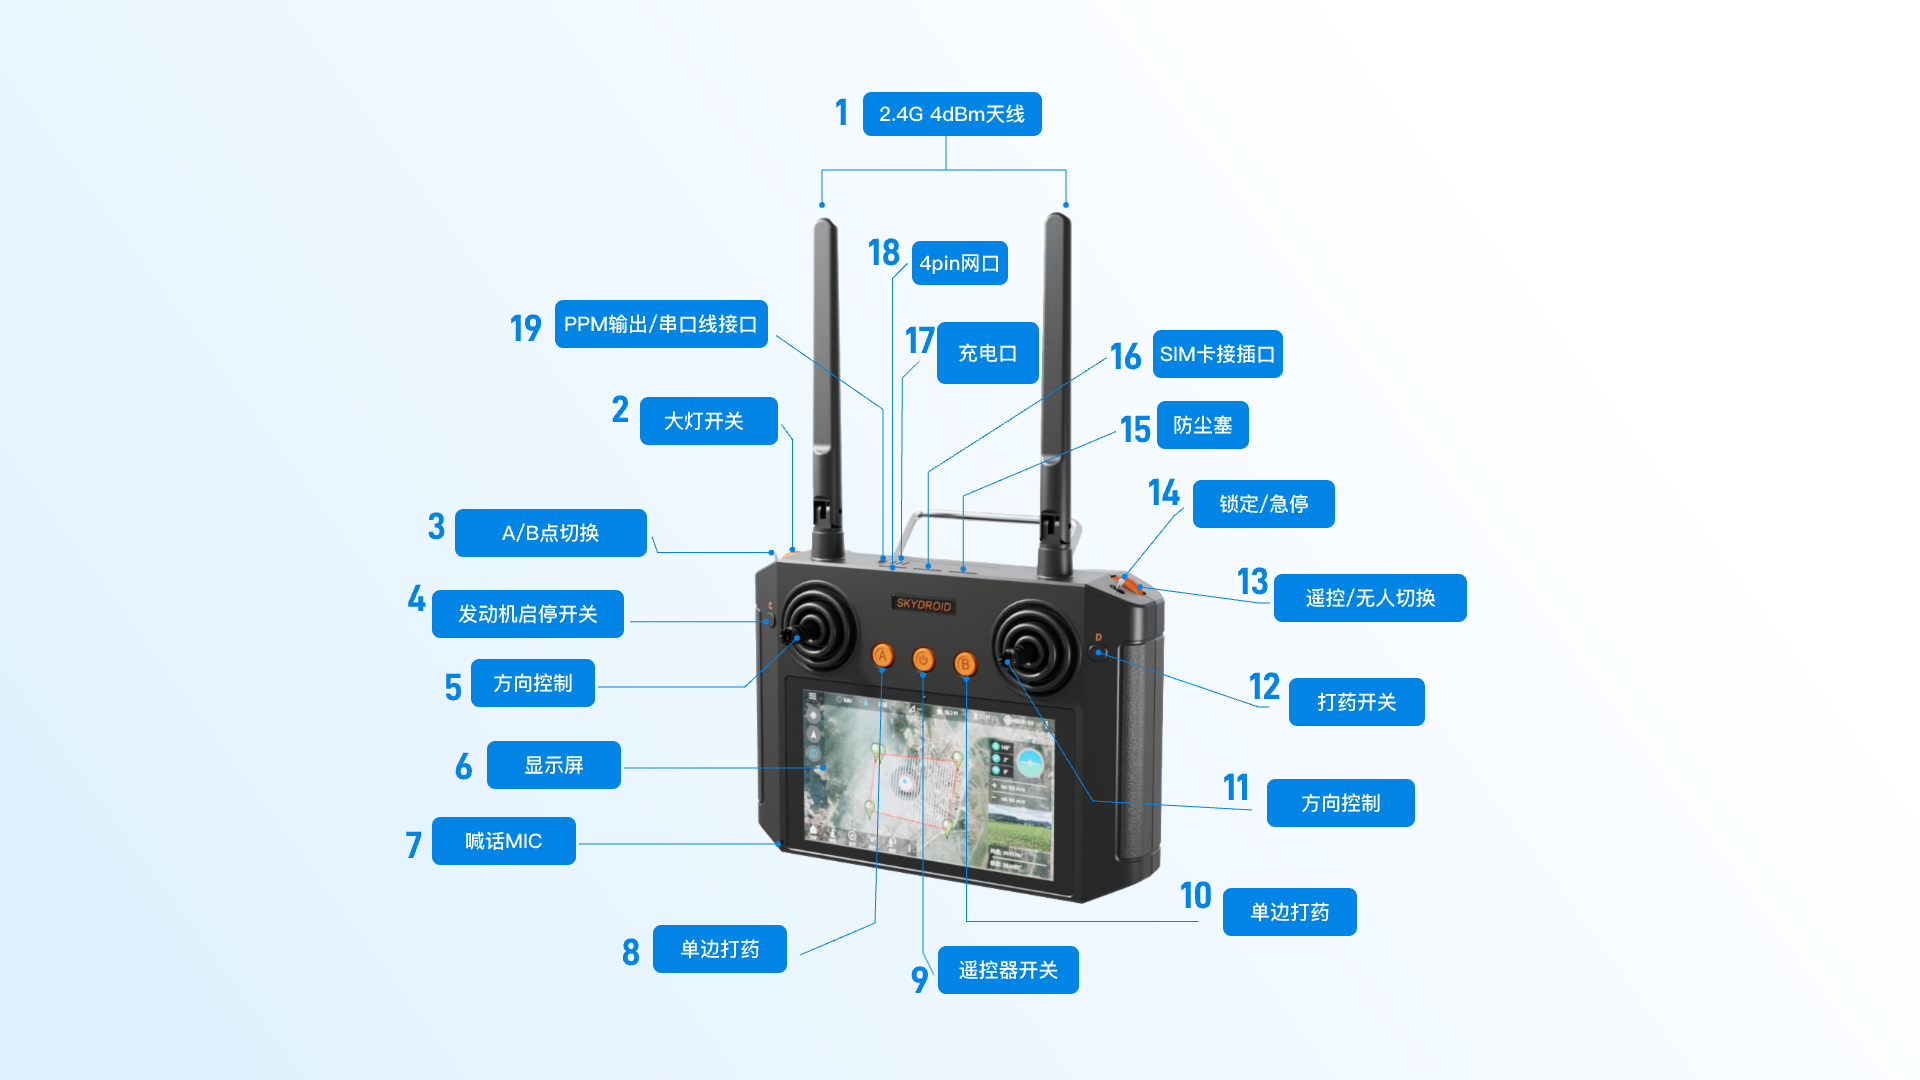 1 2.4G 4dBm天线
18 4pin网口
19 PPM输出/串口线接口
17 充电口
16 SIM卡接插口
2 大灯开关
15 防尘塞
14 锁定/急停
3 A/B点切换
13 遥控/无人切换
4 发动机启停开关
C
SKYDROID
D
A
B
5 方向控制
12 打药开关
6 显示屏
11 方向控制
7 喊话MIC
10 单边打药
8 单边打药
9 遥控器开关